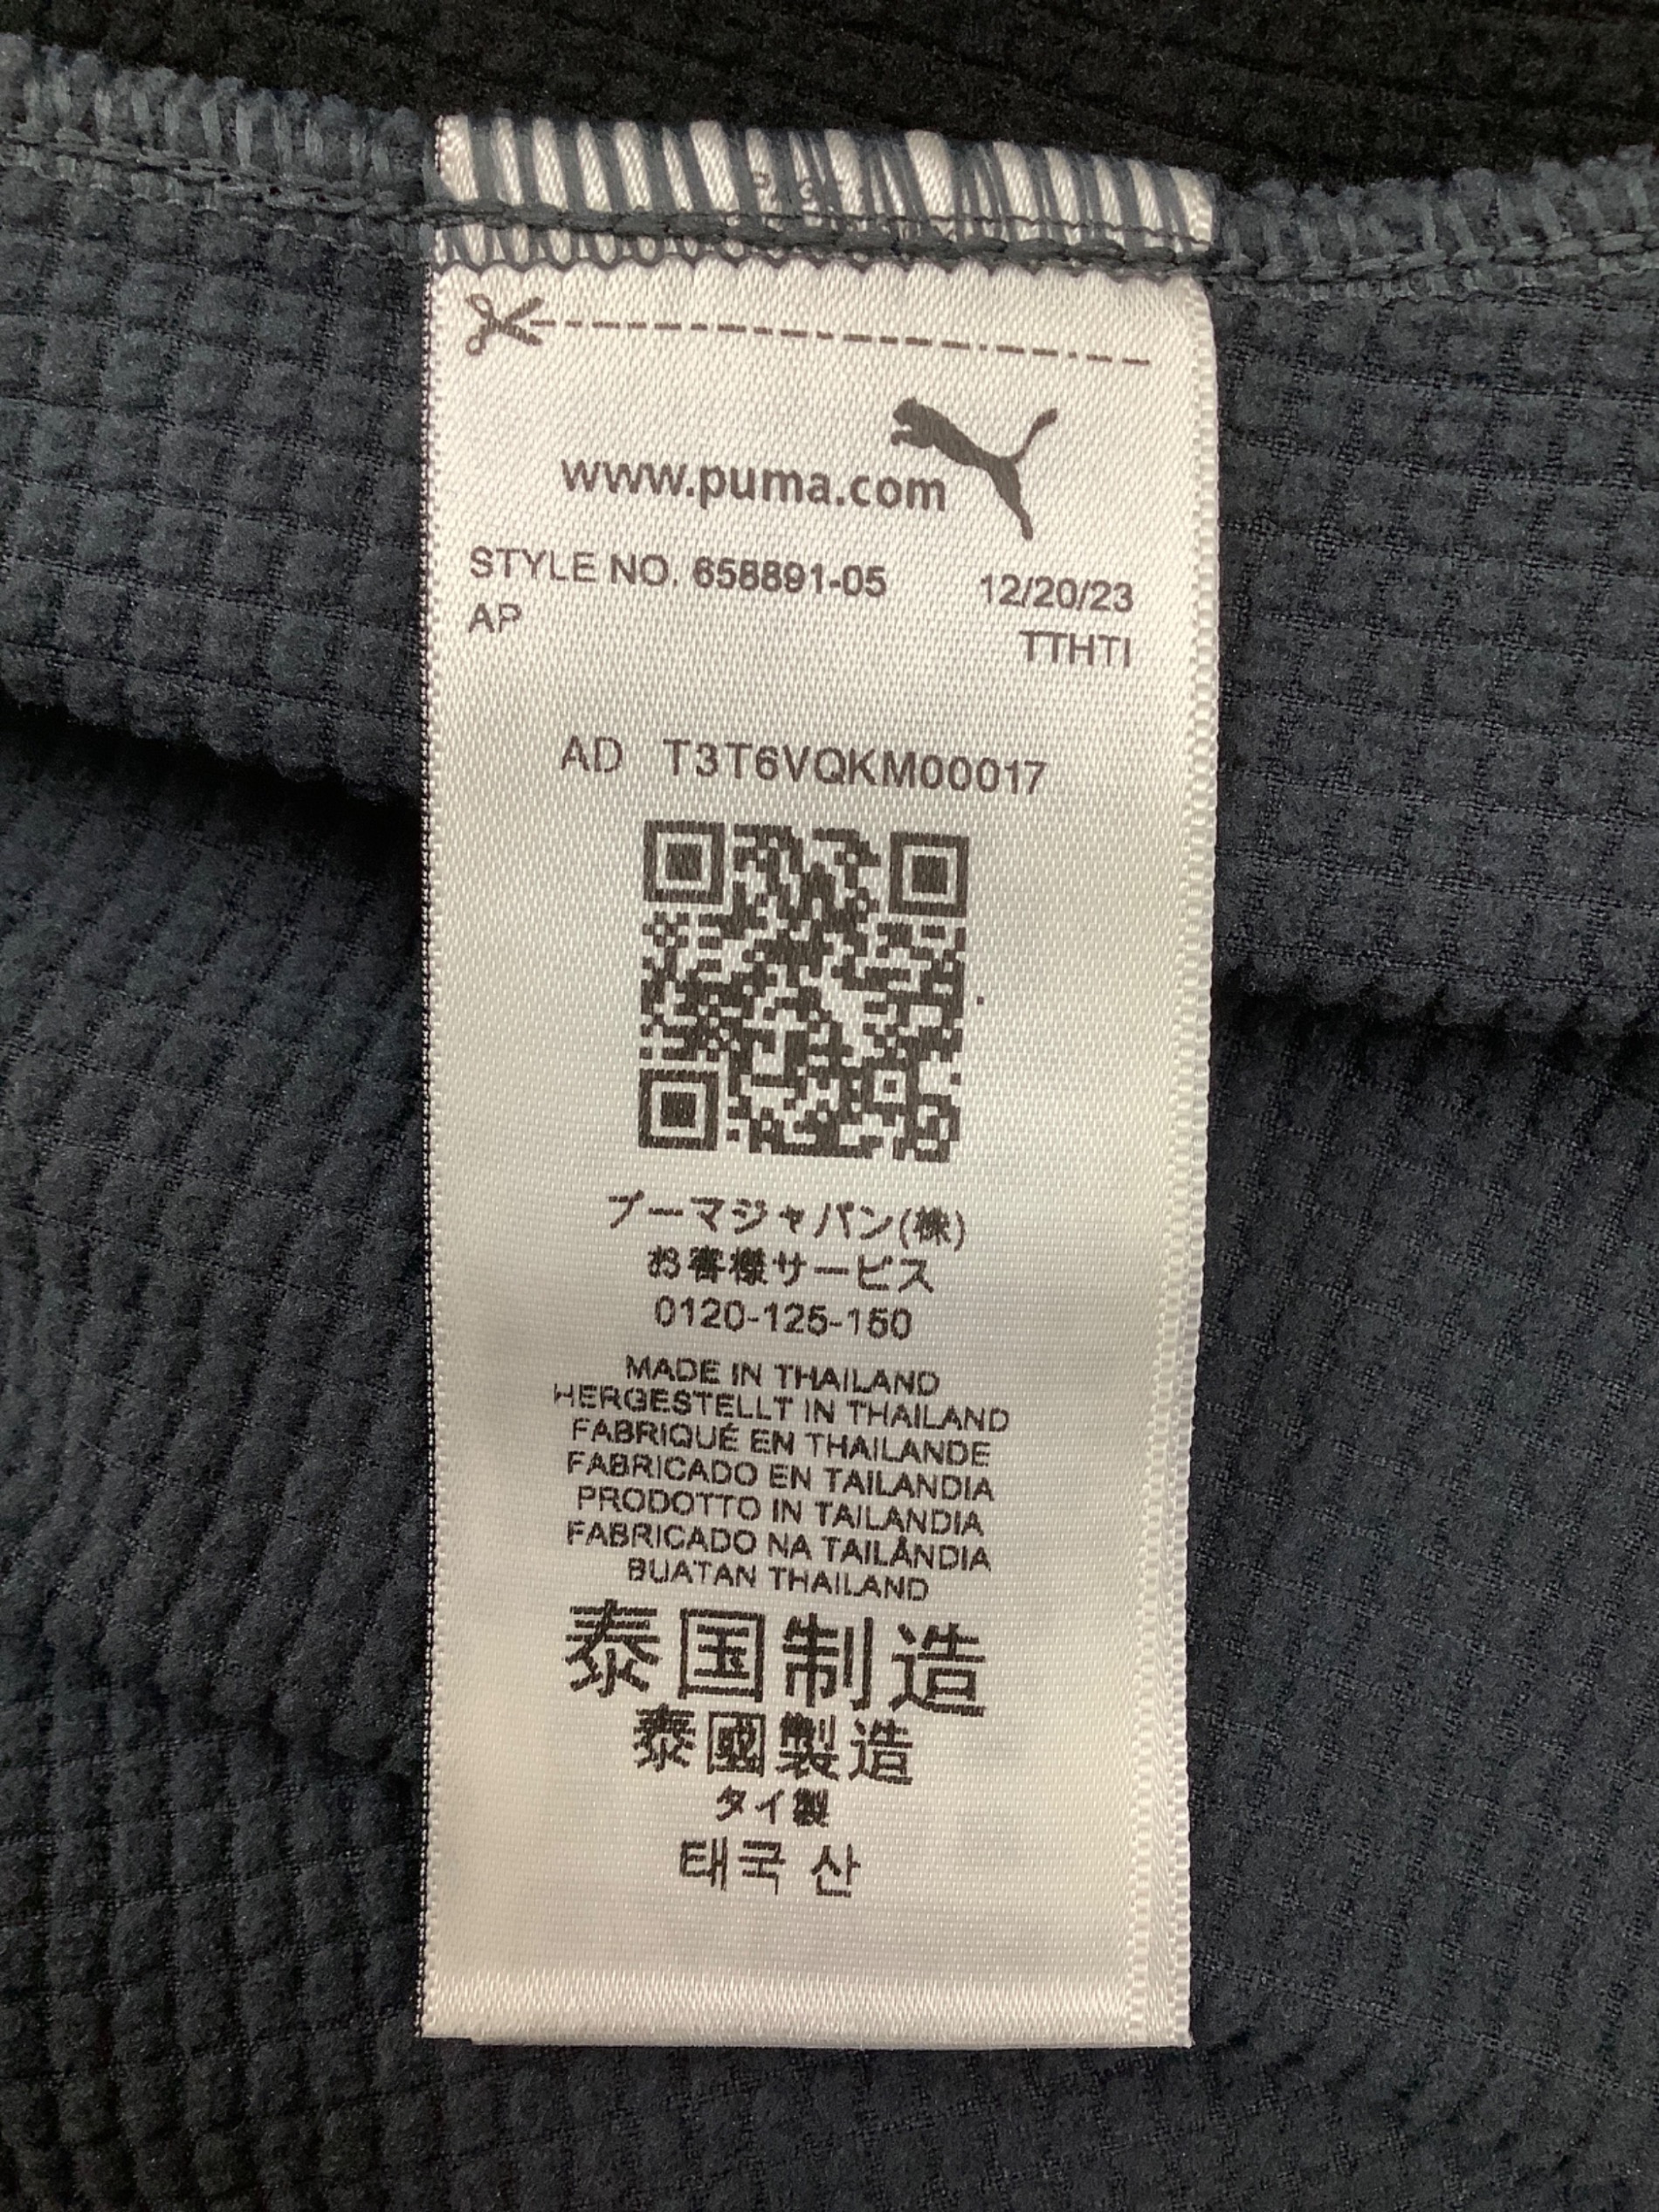 www.puma.com
STYLE NO. 658891-05 12/20/23
AP TTHTI
AD T3T6VQKM00017
プーマジャパン(株)
お客様サービス
0120-125-150
MADE IN THAILAND
HERGESTELLT IN THAILAND
FABRIQUÉ EN THAILANDE
FABRICADO EN TAILANDIA
PRODOTTO IN TAILANDIA
FABRICADO NA TAILÂNDIA
BUATAN THAILAND
泰国制造
泰國製造
タイ製
태국 산